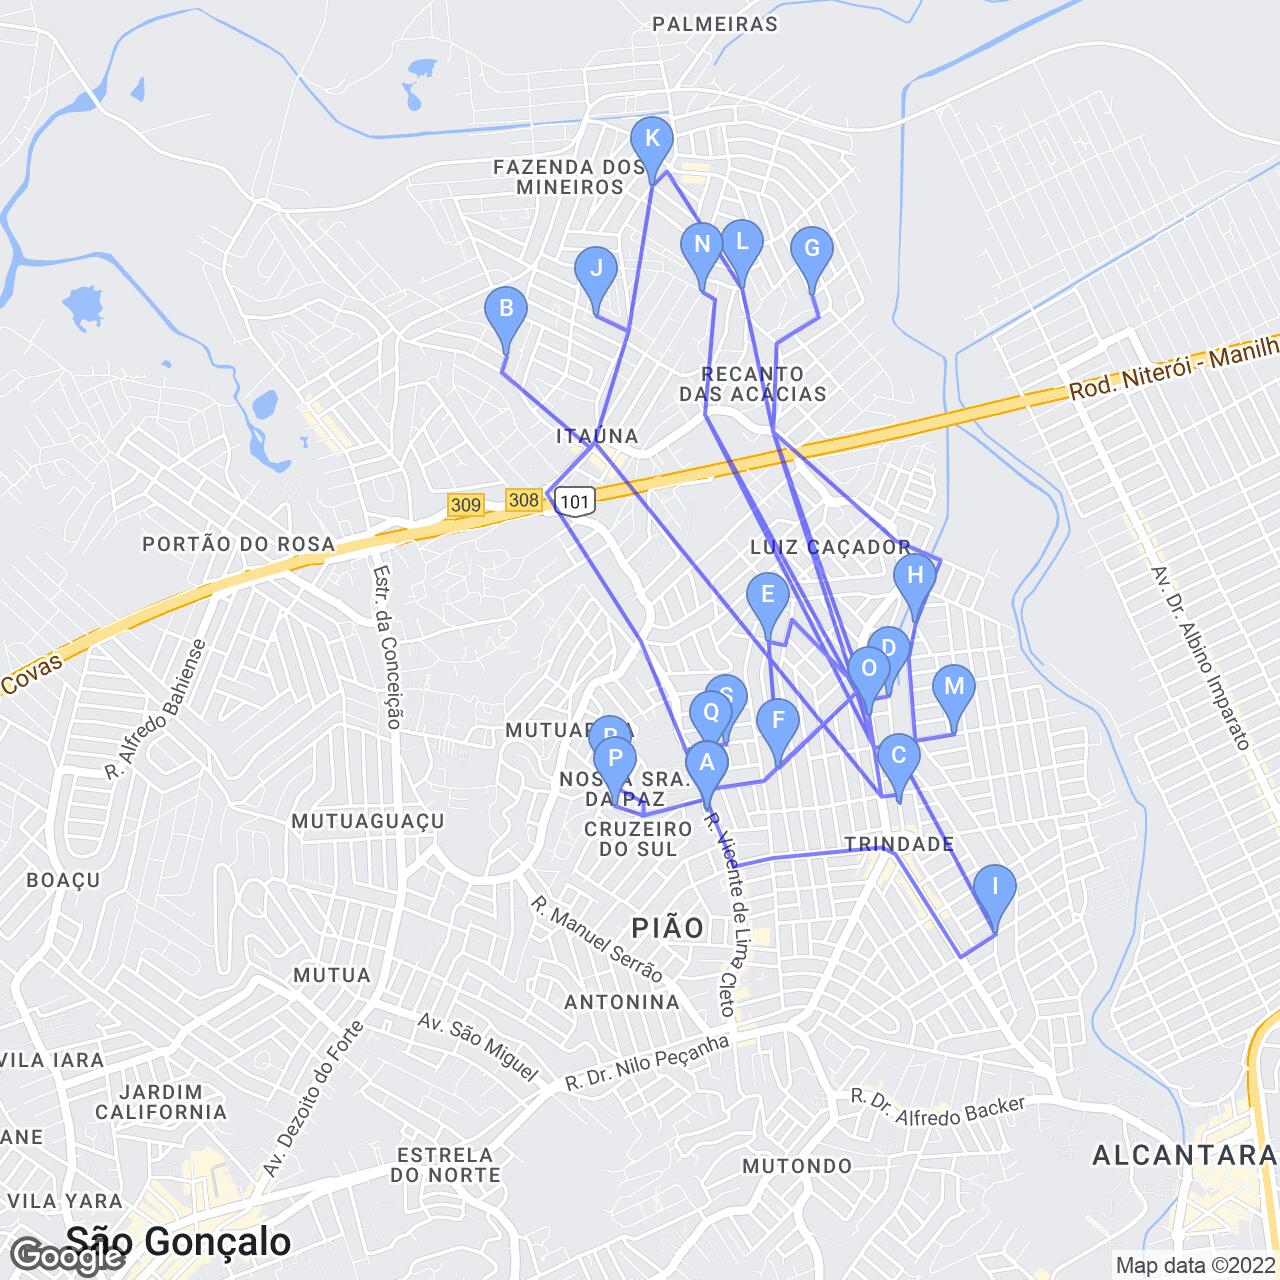 PALMEIRAS
K
FAZENDA DOS
MINEIROS
N
L
G
J
B
RECANTO
DAS ACÁCIAS
Rod. Niterói - Manilh
ITAÚNA
309
308
101
PORTÃO DO ROSA
LUIZ CAÇADOR
Estr. da Conceição
Av. Dr. Albino Imparato
H
E
D
O
M
Covas
R. Alfredo Bahiense
S
Q
F
MUTUAP
A
R
P
A
C
NOSSA SRA.
DA PAZ
MUTUAGUAÇU
CRUZEIRO
DO SUL
R. Vicente de Lima Cleto
TRINDADE
BOAÇU
I
R. Manuel Serrão
PIÃO
MUTUA
ANTONINA
Av. São Miguel
R. Dr. Nilo Peçanha
VILA IARA
JARDIM
CALIFORNIA
Av. Dezoito do Forte
R. Dr. Alfredo Backer
ANE
ESTRELA
DO NORTE
MUTONDO
ALCANTARA
VILA YARA
São Gonçalo
Google
Map data ©2022